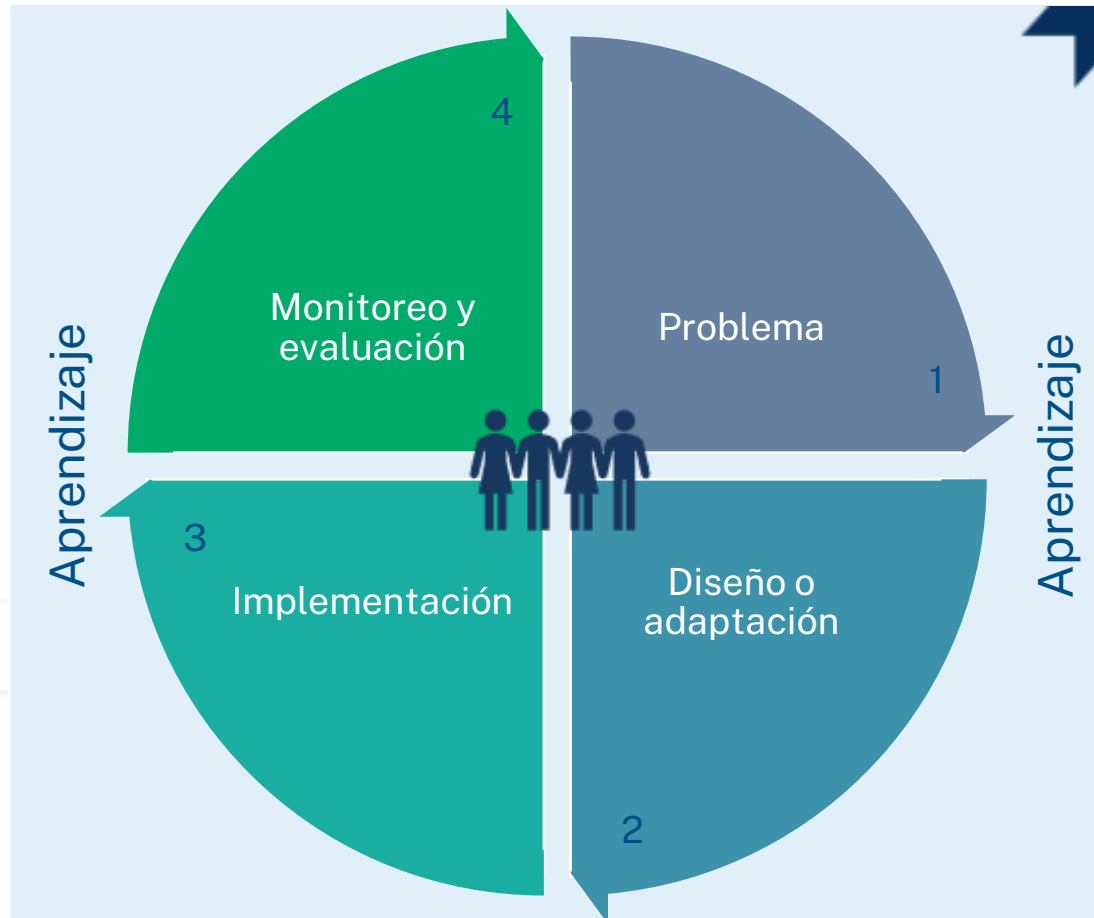 4
Monitoreo y
evaluación
Problema
1
Aprendizaje
Aprendizaje
3
Implementación
Diseño o
adaptación
2